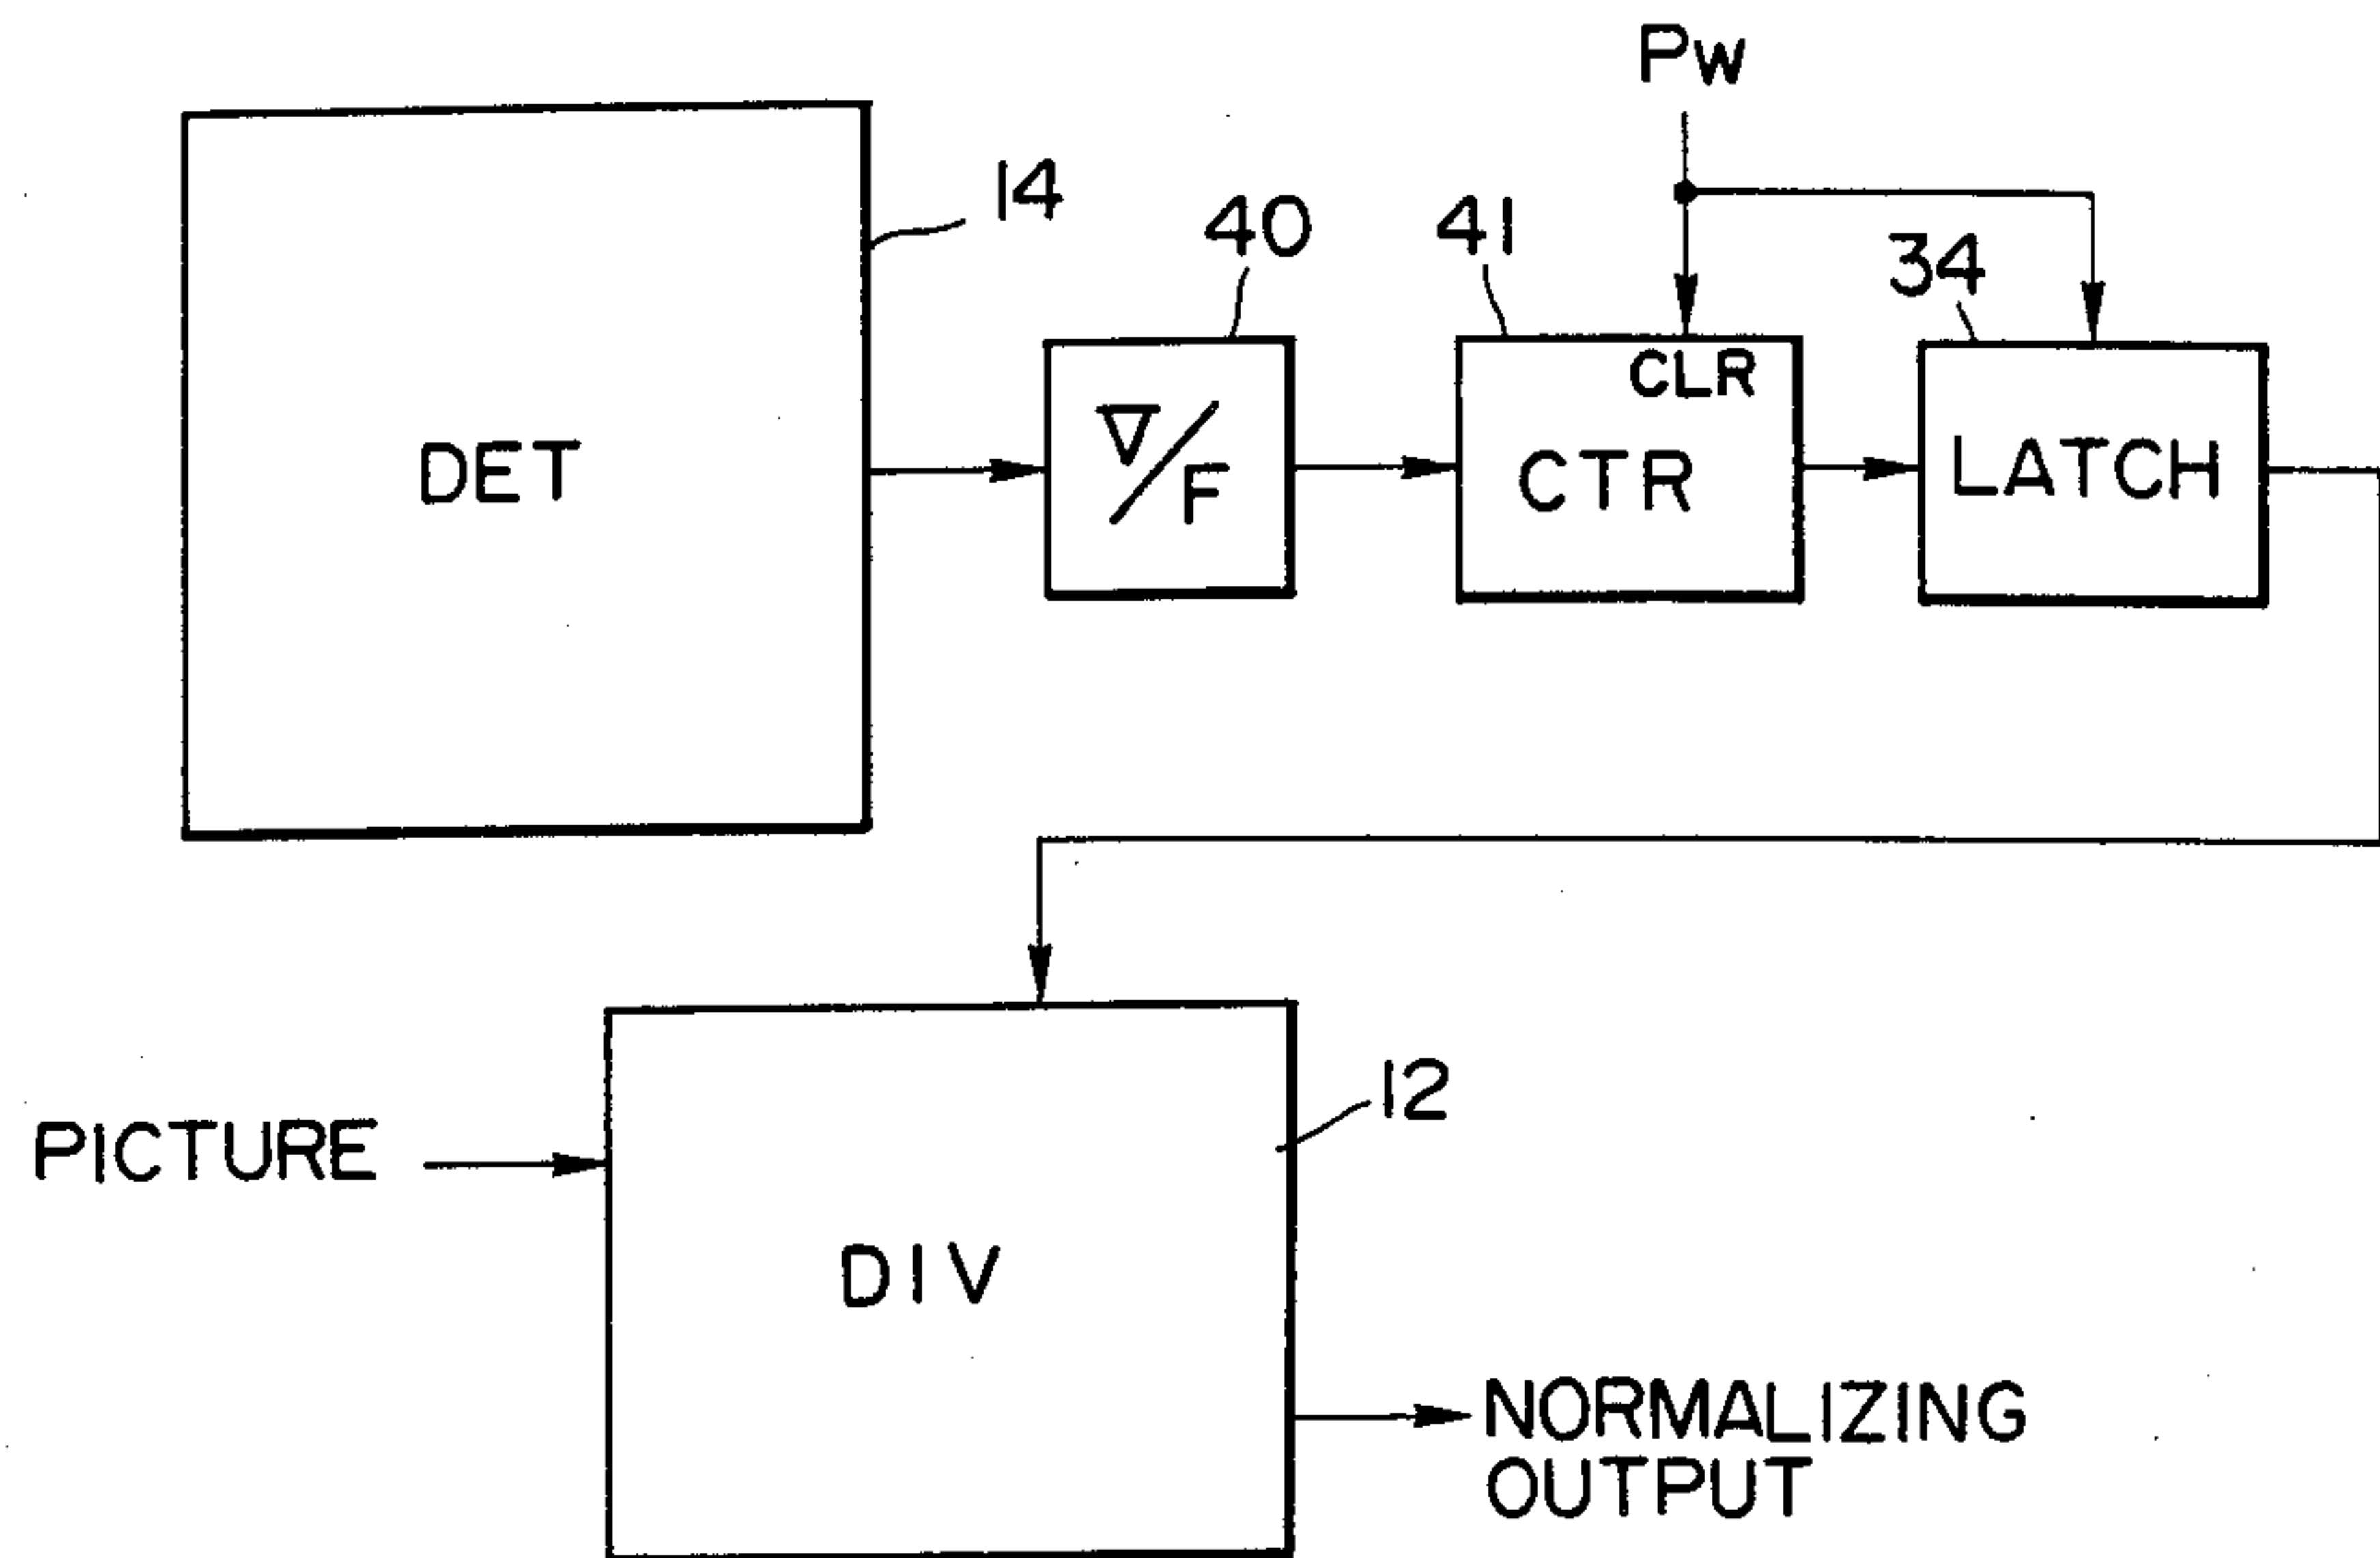 Pw
14
40
41
34
DET
V/F
CLR
CTR
LATCH
12
PICTURE
DIV
NORMALIZING
OUTPUT